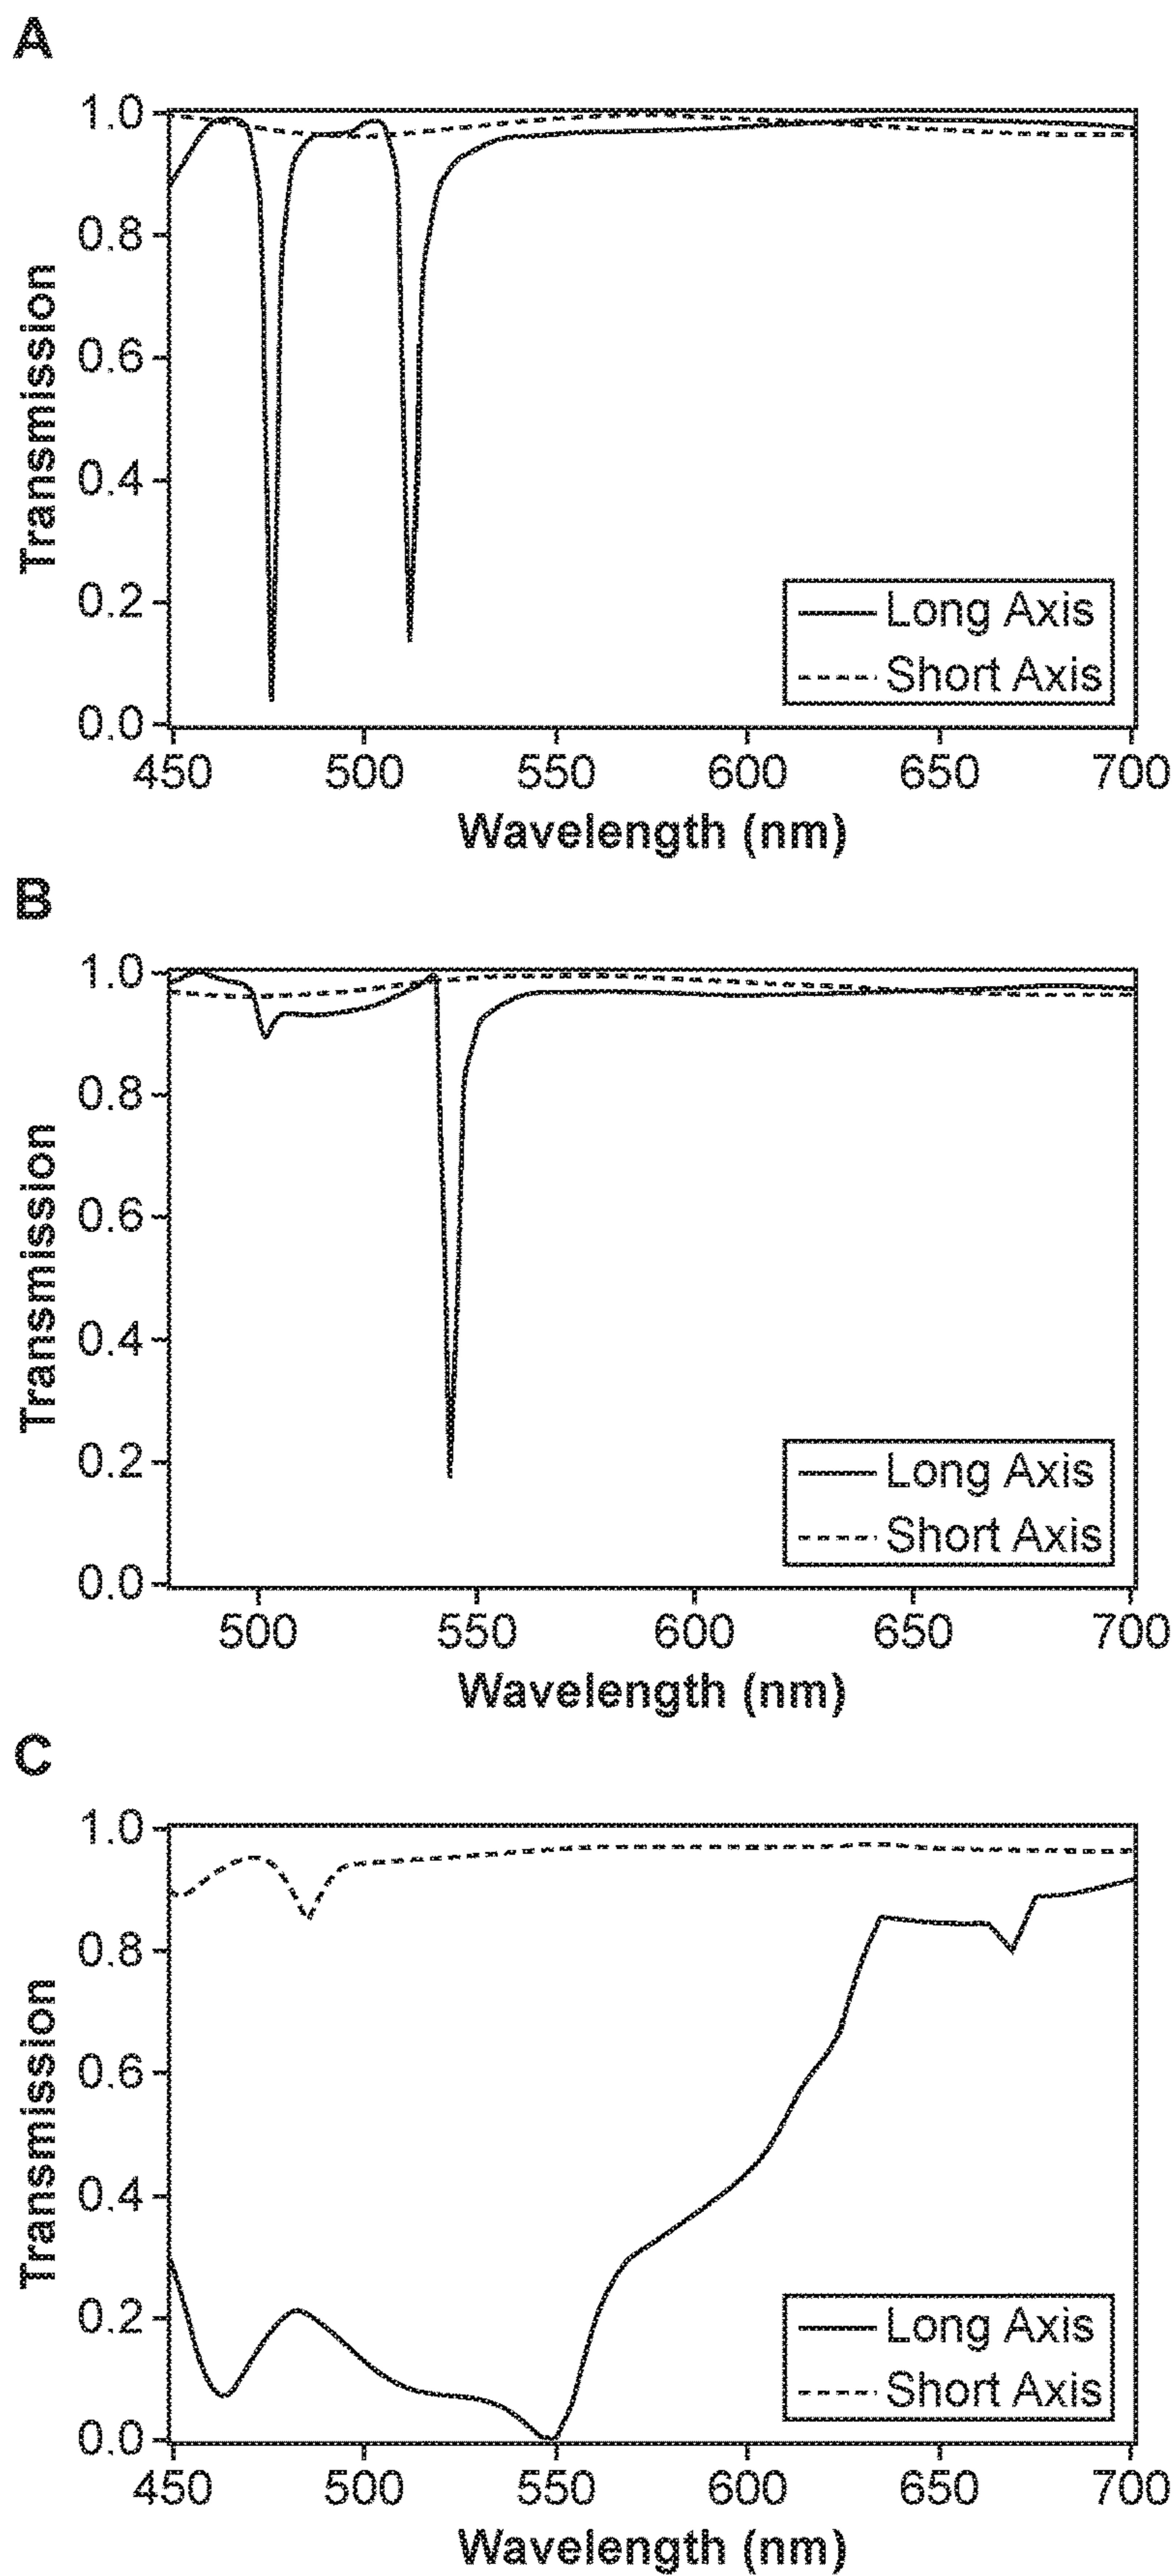 A
1.0
0.8
0.6
0.4
0.2
0.0
Transmission
Long Axis
Short Axis
450 500 550 600 650 700
Wavelength (nm)
B
1.0
0.8
0.6
0.4
0.2
0.0
Transmission
Long Axis
Short Axis
500 550 600 650 700
Wavelength (nm)
C
1.0
0.8
0.6
0.4
0.2
0.0
Transmission
Long Axis
Short Axis
450 500 550 600 650 700
Wavelength (nm)